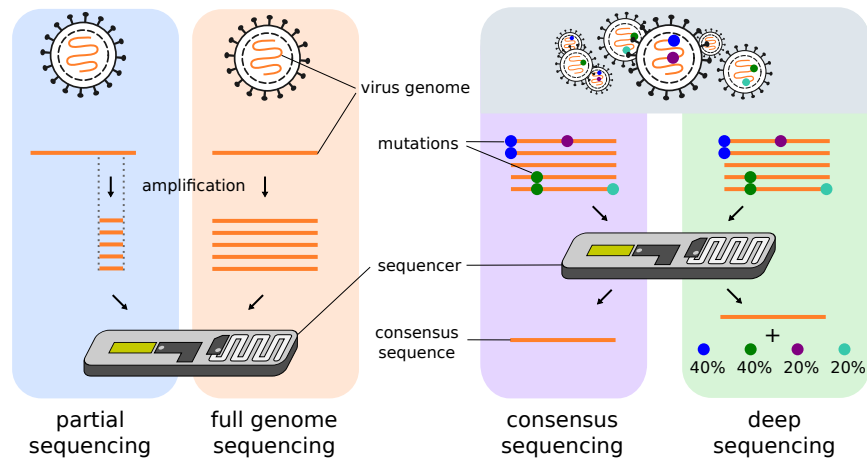 virus genome
mutations
amplification
sequencer
consensus
sequence
+
40%
40%
20%
20%
partial
sequencing
full genome
sequencing
consensus
sequencing
deep
sequencing